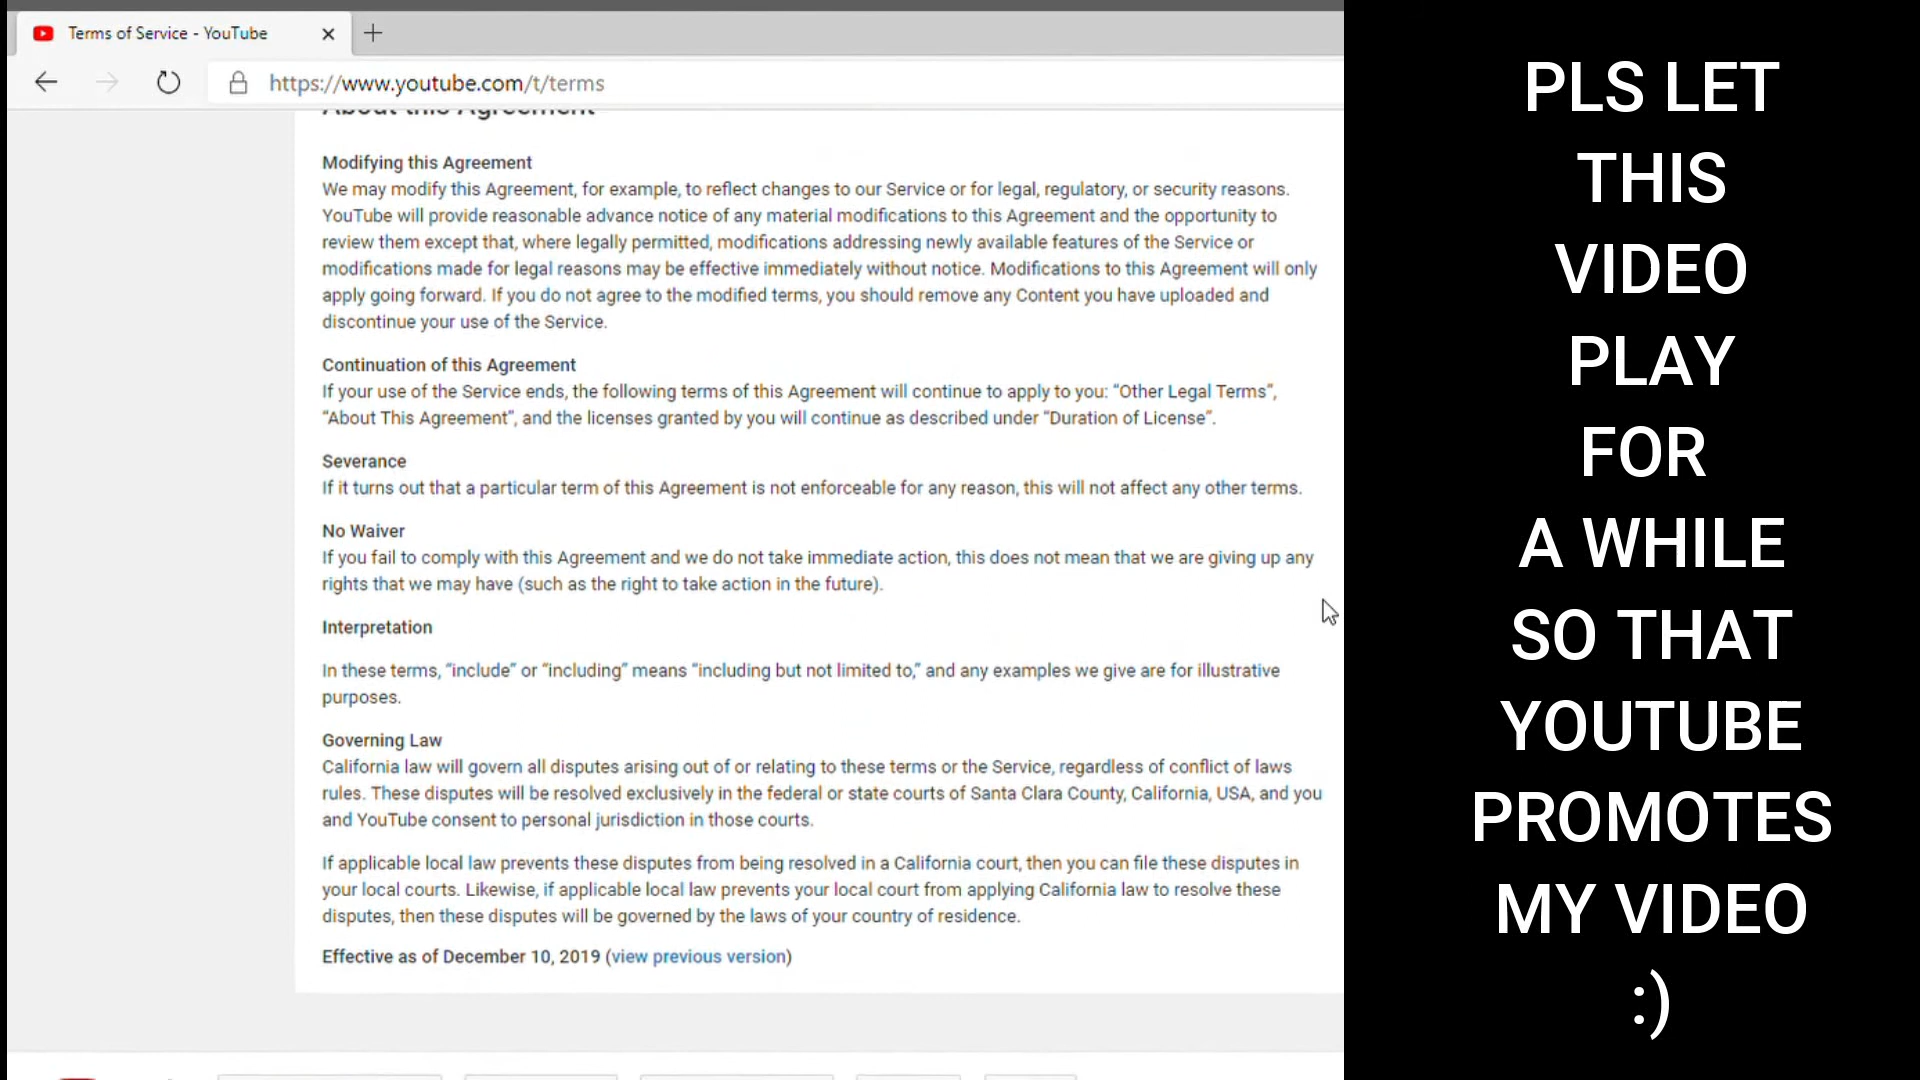 Terms of Service - YouTube
https://www.youtube.com/t/terms
About this Agreement
Modifying this Agreement
We may modify this Agreement, for example, to reflect changes to our Service or for legal, regulatory, or security reasons.
YouTube will provide reasonable advance notice of any material modifications to this Agreement and the opportunity to
review them except that, where legally permitted, modifications addressing newly available features of the Service or
modifications made for legal reasons may be effective immediately without notice. Modifications to this Agreement will only
apply going forward. If you do not agree to the modified terms, you should remove any Content you have uploaded and
discontinue your use of the Service.
Continuation of this Agreement
If your use of the Service ends, the following terms of this Agreement will continue to apply to you: “Other Legal Terms”,
“About This Agreement”, and the licenses granted by you will continue as described under “Duration of License”.
Severance
If it turns out that a particular term of this Agreement is not enforceable for any reason, this will not affect any other terms.
No Waiver
If you fail to comply with this Agreement and we do not take immediate action, this does not mean that we are giving up any
rights that we may have (such as the right to take action in the future).
Interpretation
In these terms, “include” or “including” means “including but not limited to,” and any examples we give are for illustrative
purposes.
Governing Law
California law will govern all disputes arising out of or relating to these terms or the Service, regardless of conflict of laws
rules. These disputes will be resolved exclusively in the federal or state courts of Santa Clara County, California, USA, and you
and YouTube consent to personal jurisdiction in those courts.
If applicable local law prevents these disputes from being resolved in a California court, then you can file these disputes in
your local courts. Likewise, if applicable local law prevents your local court from applying California law to resolve these
disputes, then these disputes will be governed by the laws of your country of residence.
Effective as of December 10, 2019 (view previous version)
PLS LET
THIS
VIDEO
PLAY
FOR
A WHILE
SO THAT
YOUTUBE
PROMOTES
MY VIDEO
:)